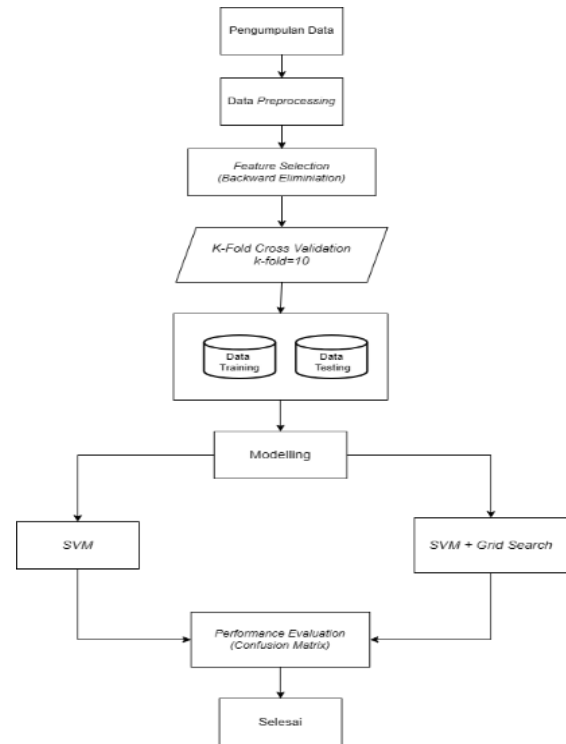 Pengumpulan Data
Data Preprocessing
Feature Selection
(Backward Eliminiation)
K-Fold Cross Validation
k-fold=10
Data
Training
Data
Testing
Modelling
SVM
SVM + Grid Search
Performance Evaluation
(Confusion Matrix)
Selesai